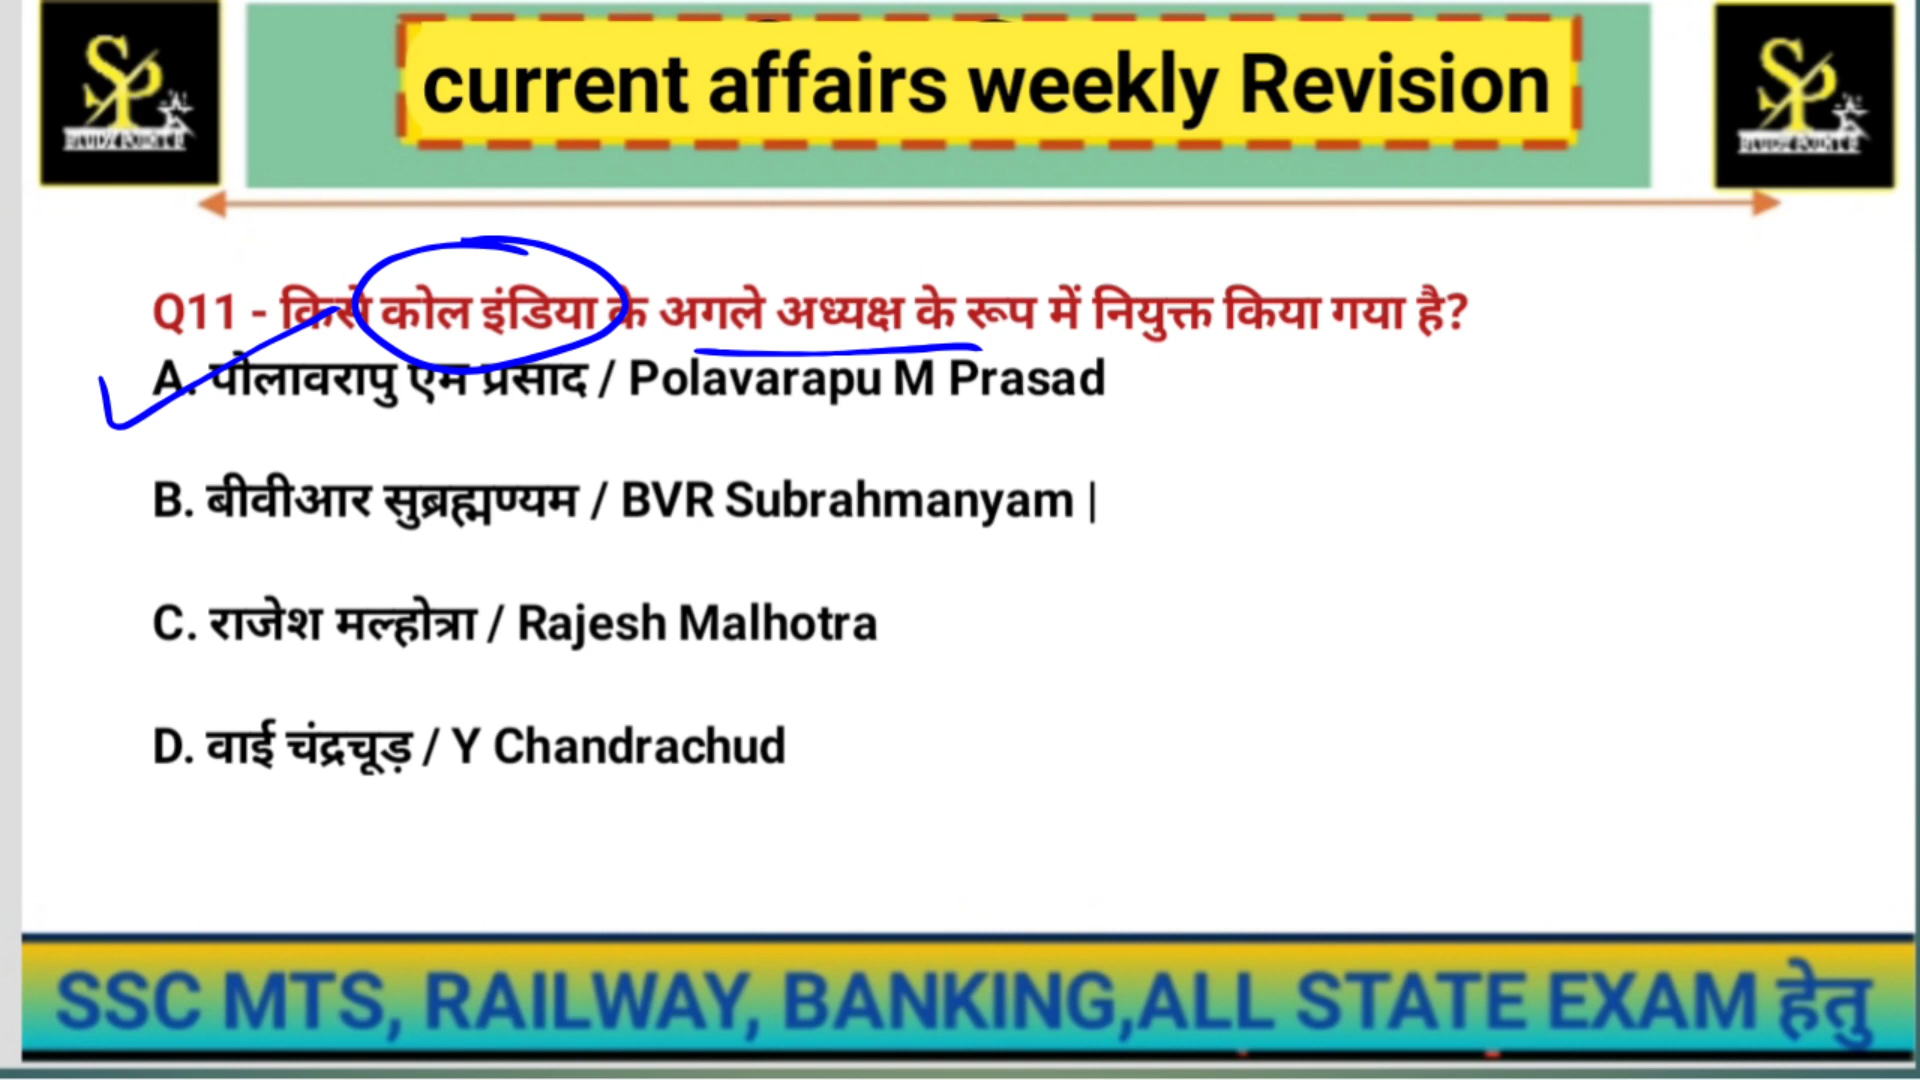 current affairs weekly Revision
Q11 - किसे कोल इंडिया के अगले अध्यक्ष के रूप में नियुक्त किया गया है?
A. पोलावरापु एम प्रसाद / Polavarapu M Prasad
B. बीवीआर सुब्रह्मण्यम / BVR Subrahmanyam |
C. राजेश मल्होत्रा / Rajesh Malhotra
D. वाई चंद्रचूड़ / Y Chandrachud
SSC MTS, RAILWAY, BANKING,ALL STATE EXAM हेतु